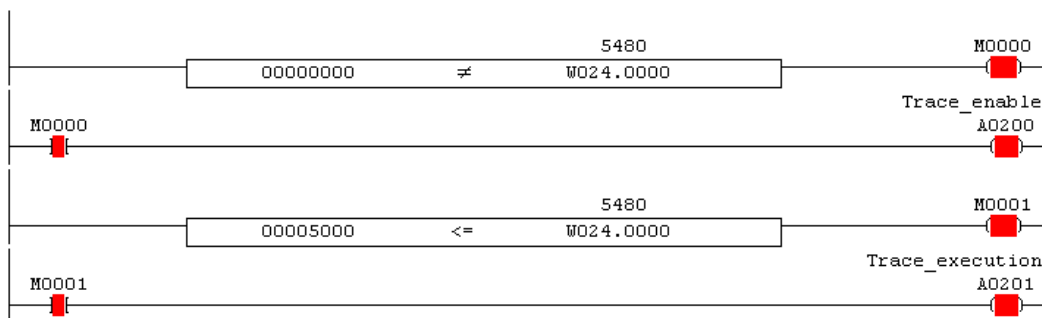 5480 M0000
00000000 ≠ W024.0000
Trace_enable
M0000 A0200
5480 M0001
00005000 <= W024.0000
Trace_execution
M0001 A0201